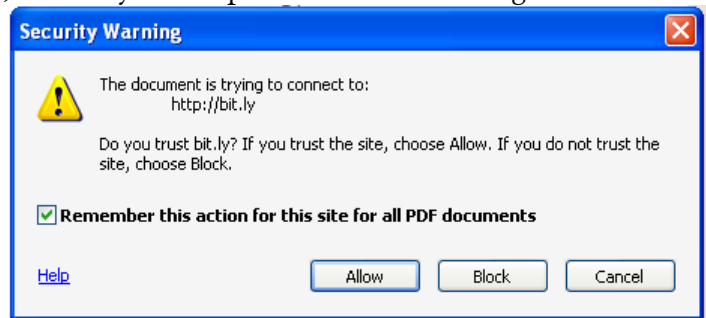 Security Warning
The document is trying to connect to:
http://bit.ly
Do you trust bit.ly? If you trust the site, choose Allow. If you do not trust the
site, choose Block.
Remember this action for this site for all PDF documents
Help
Allow
Block
Cancel